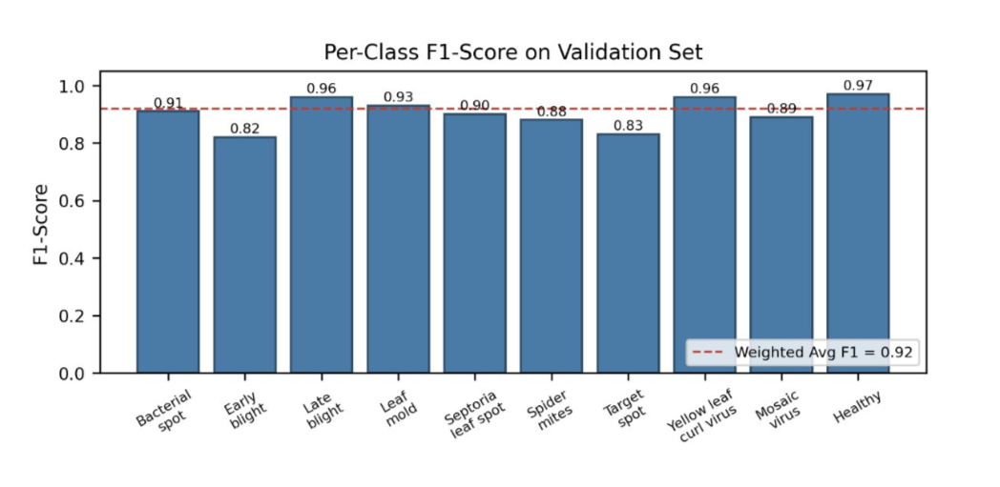 Per-Class F1-Score on Validation Set
F1-Score
1.0
0.8
0.6
0.4
0.2
0.0
0.91
0.82
0.96
0.93
0.90
0.88
0.83
0.96
0.89
0.97
Weighted Avg F1 = 0.92
Bacterial
spot
Early
blight
Late
blight
Leaf
mold
Septoria
leaf spot
Spider
mites
Target
spot
Yellow leaf
curl virus
Mosaic
virus
Healthy